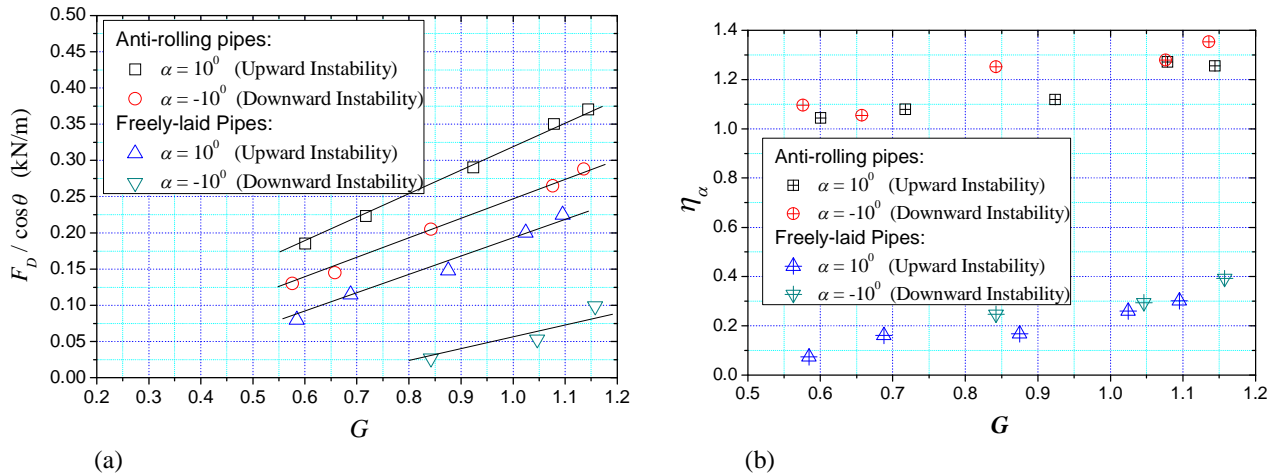 0.50
0.45
0.40
0.35
0.30
0.25
0.20
0.15
0.10
0.05
0.00
F_D / cos θ (kN/m)
Anti-rolling pipes:
α = 10⁰ (Upward Instability)
α = -10⁰ (Downward Instability)
Freely-laid Pipes:
α = 10⁰ (Upward Instability)
α = -10⁰ (Downward Instability)
0.2 0.3 0.4 0.5 0.6 0.7 0.8 0.9 1.0 1.1 1.2
G
(a)
1.4
1.2
1.0
0.8
0.6
0.4
0.2
0.0
η_α
Anti-rolling pipes:
α = 10⁰ (Upward Instability)
α = -10⁰ (Downward Instability)
Freely-laid Pipes:
α = 10⁰ (Upward Instability)
α = -10⁰ (Downward Instability)
0.5 0.6 0.7 0.8 0.9 1.0 1.1 1.2
G
(b)